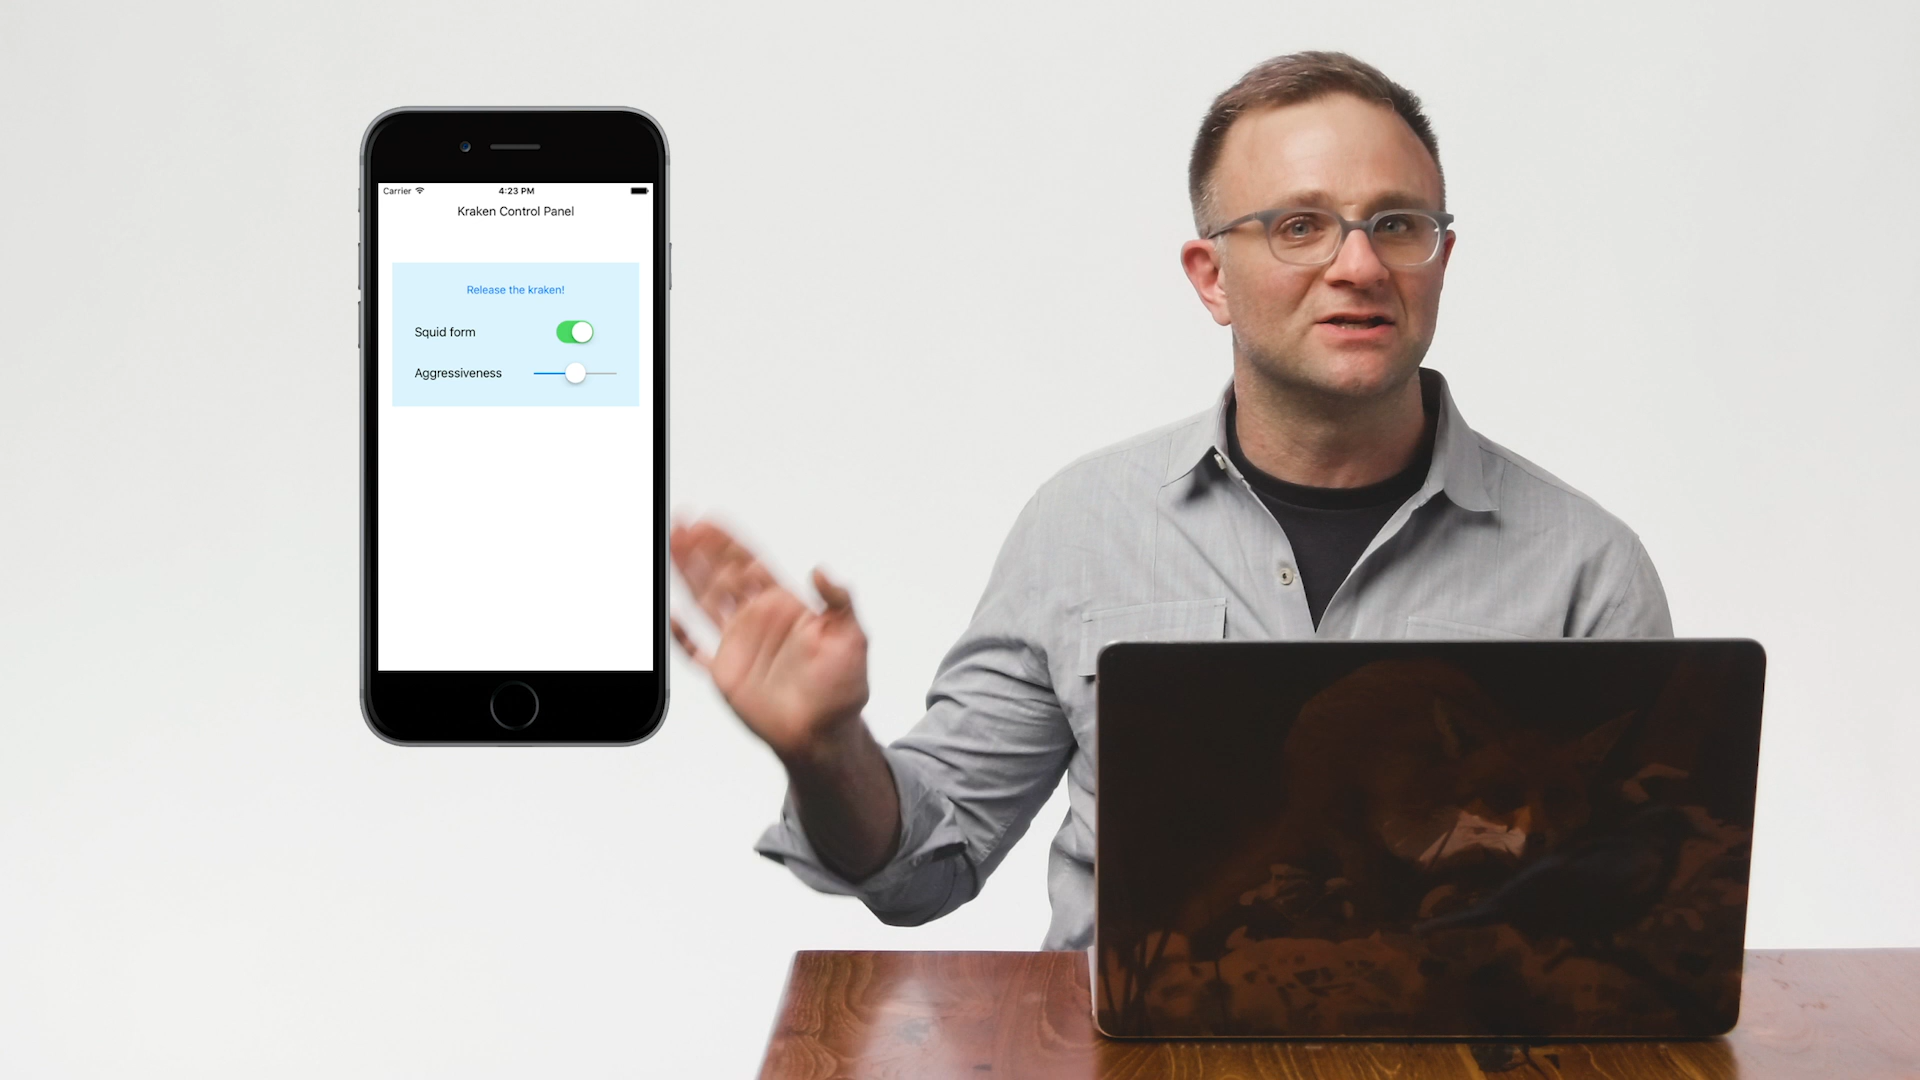 Carrier 4:23 PM
Kraken Control Panel
Release the kraken!
Squid form
Aggressiveness